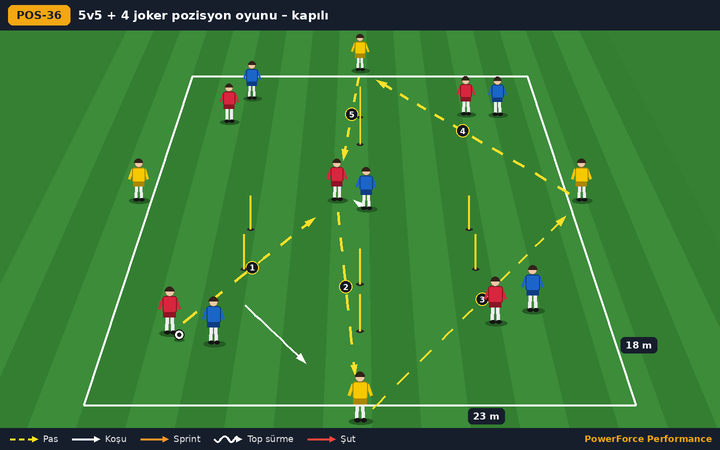 POS-36 5v5 + 4 joker pozisyon oyunu – kapılı
5
4
1
2
3
18 m
23 m
Pas Koşu Sprint Top sürme Şut PowerForce Performance